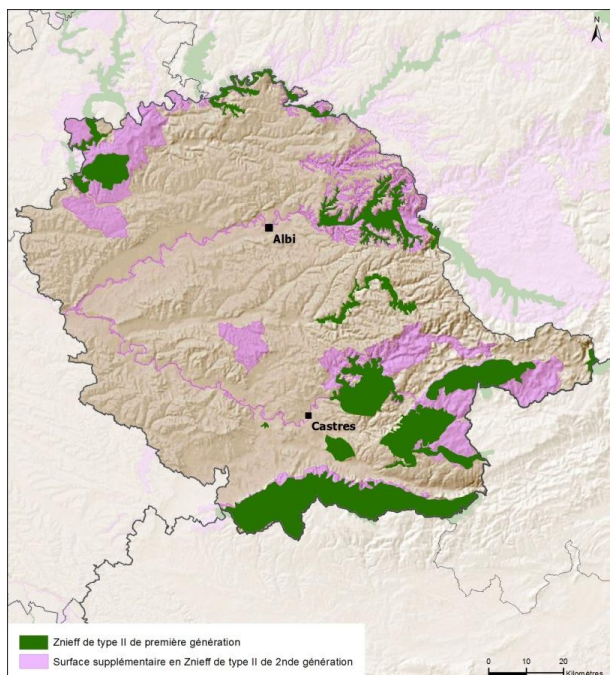 N
Albi
Castres
Znieff de type II de première génération
Surface supplémentaire en Znieff de type II de 2nde génération
0 10 20
Kilomètres